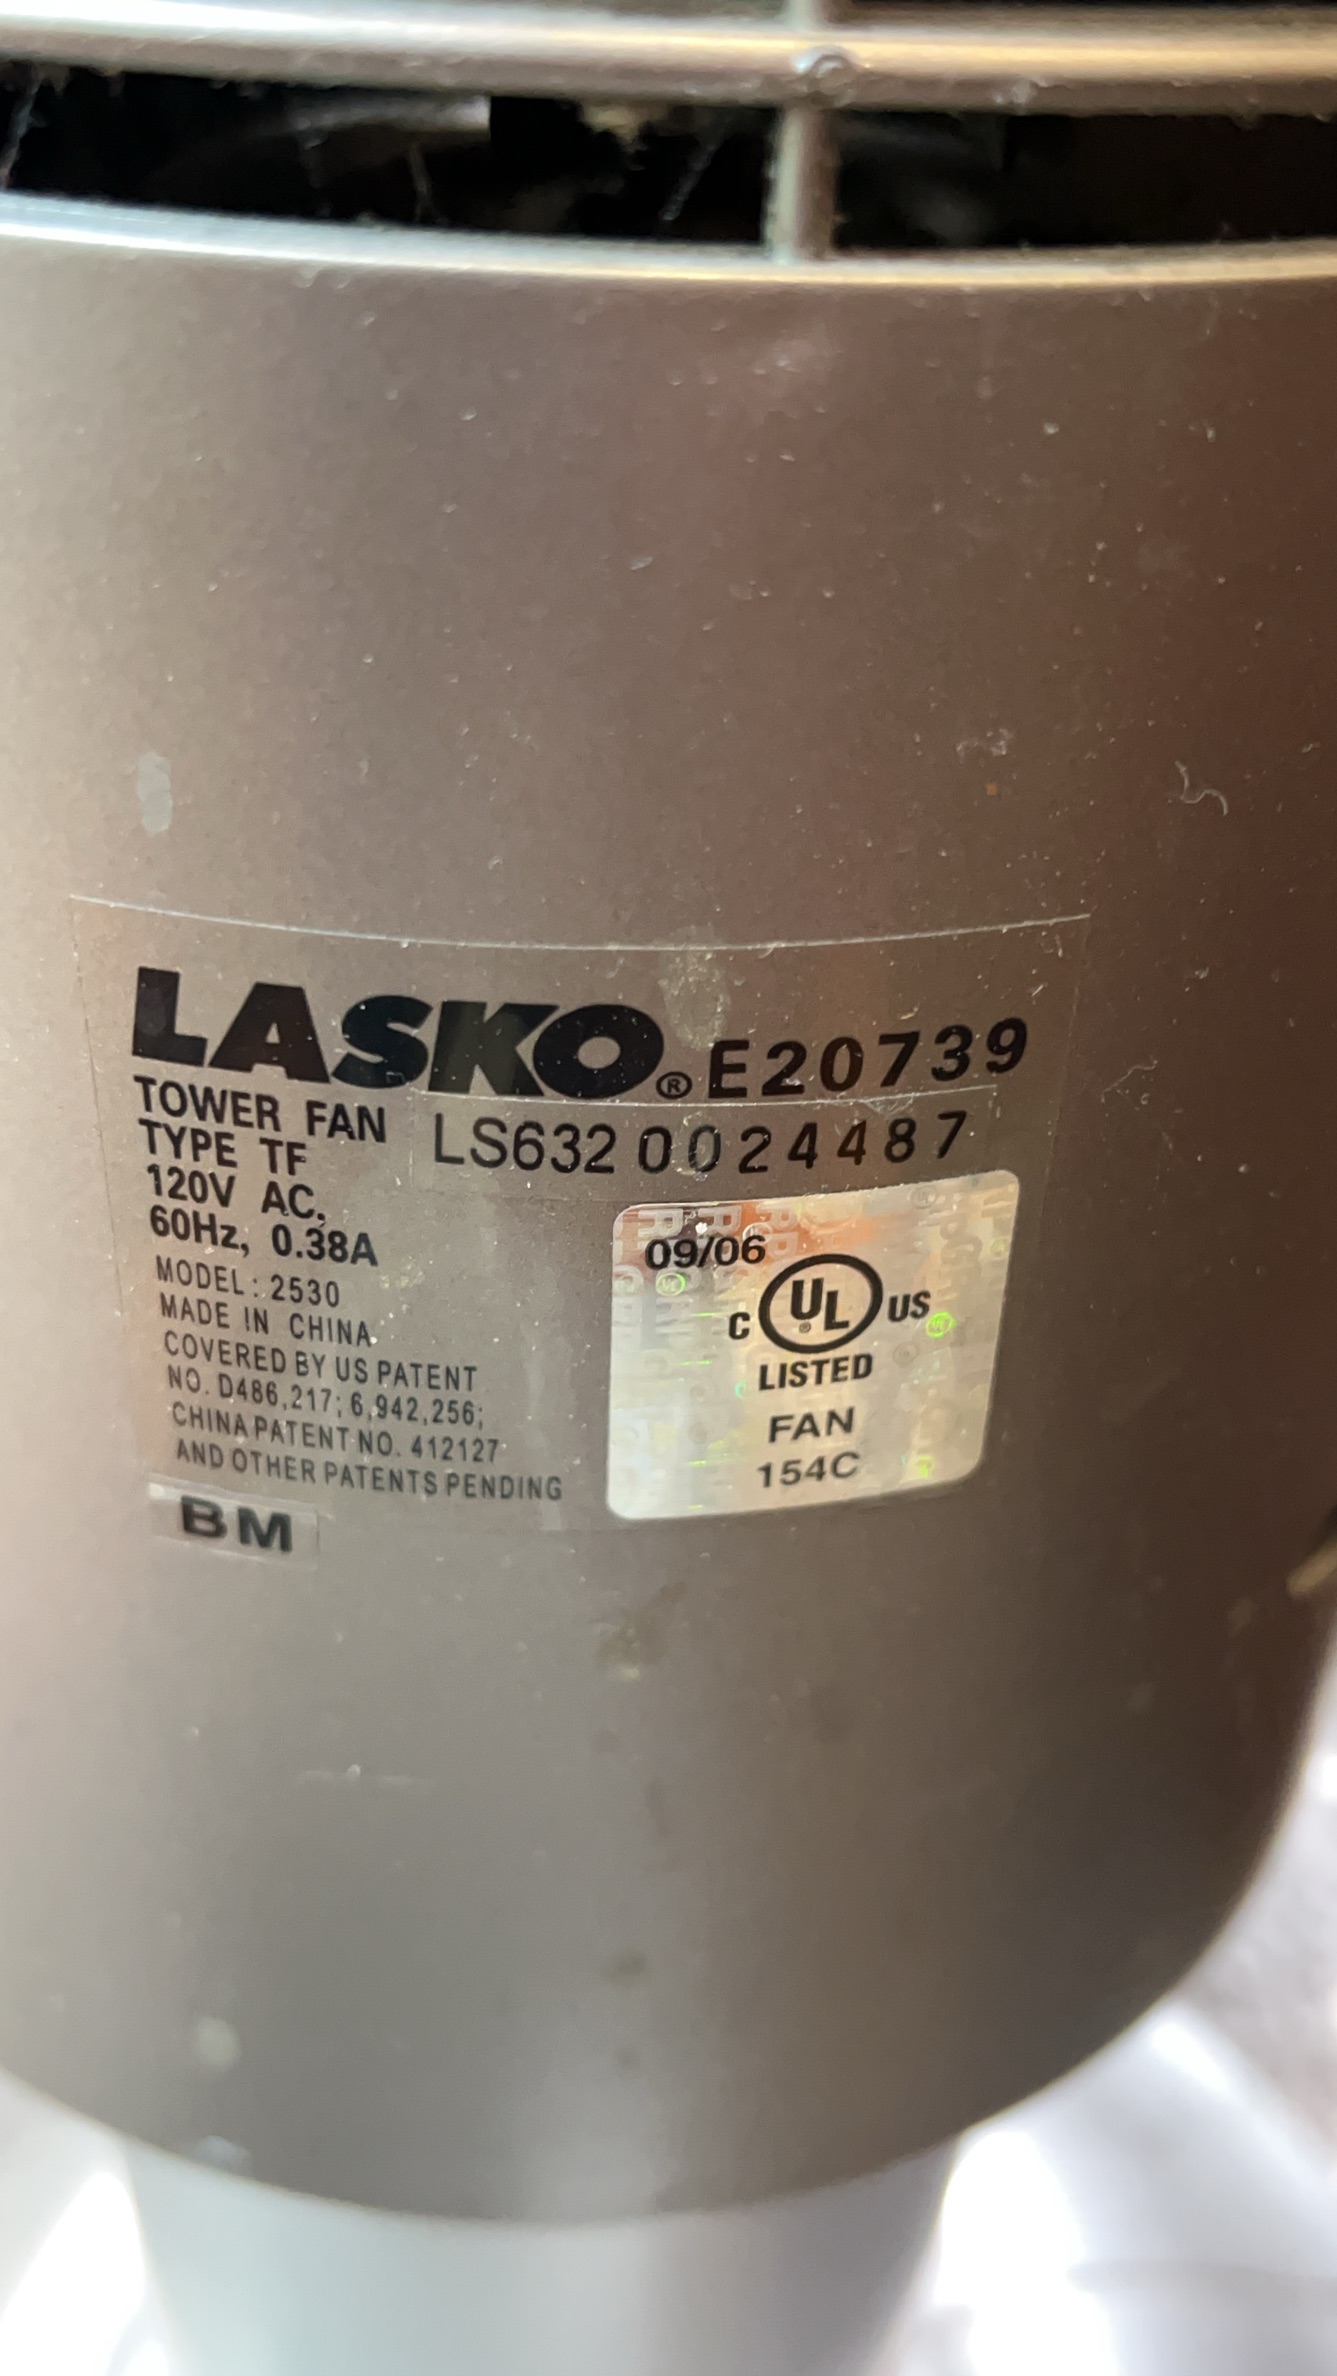 LASKO® E20739
TOWER FAN
TYPE TF
120V AC,
60Hz, 0.38A
LS632 0024487
MODEL: 2530
MADE IN CHINA.
COVERED BY US PATENT
NO. D486,217; 6,942,256;
CHINA PATENT NO. 412127
AND OTHER PATENTS PENDING
BM
09/06
C UL® US
LISTED
FAN
154C